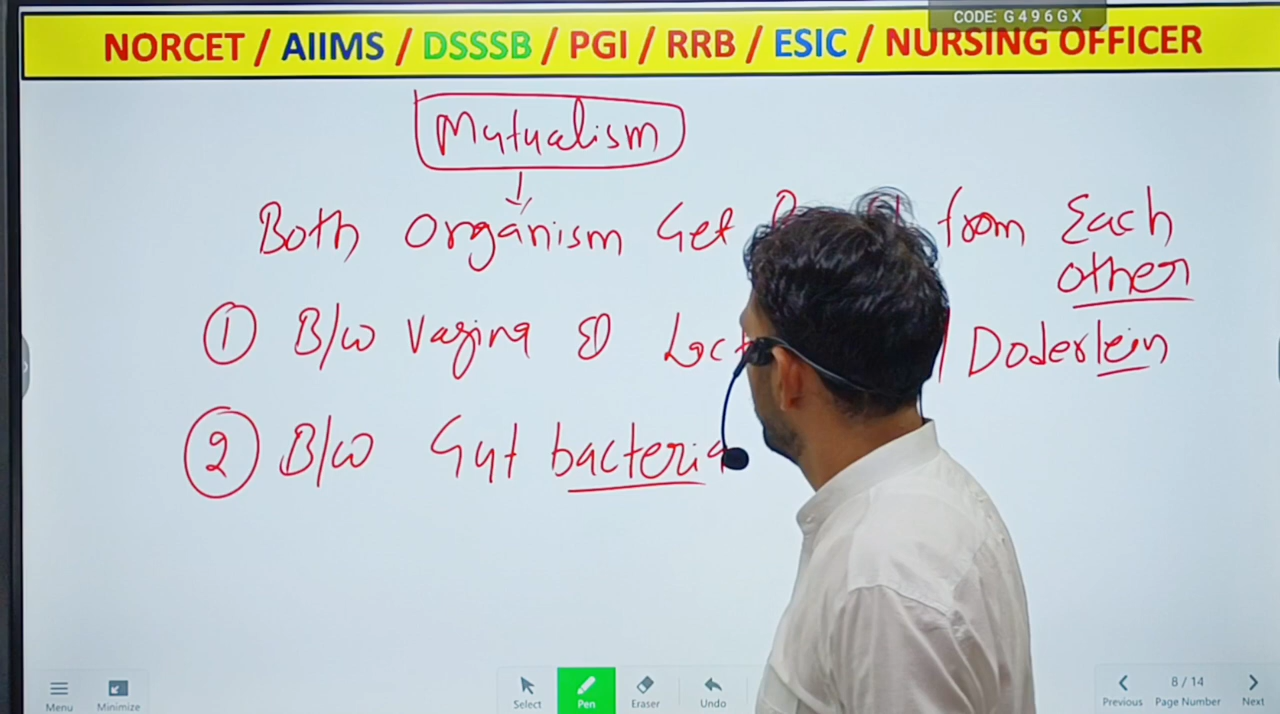 CODE: G496GX
NORCET / AIIMS / DSSSB / PGI / RRB / ESIC / NURSING OFFICER
Mutualism
Both Organism Get from Each
other
① B/w Vagina & Doderlein
② B/w Gut bacteria
Menu
Minimize
Select
Pen
Eraser
Undo
Previous
8 / 14
Page Number
Next